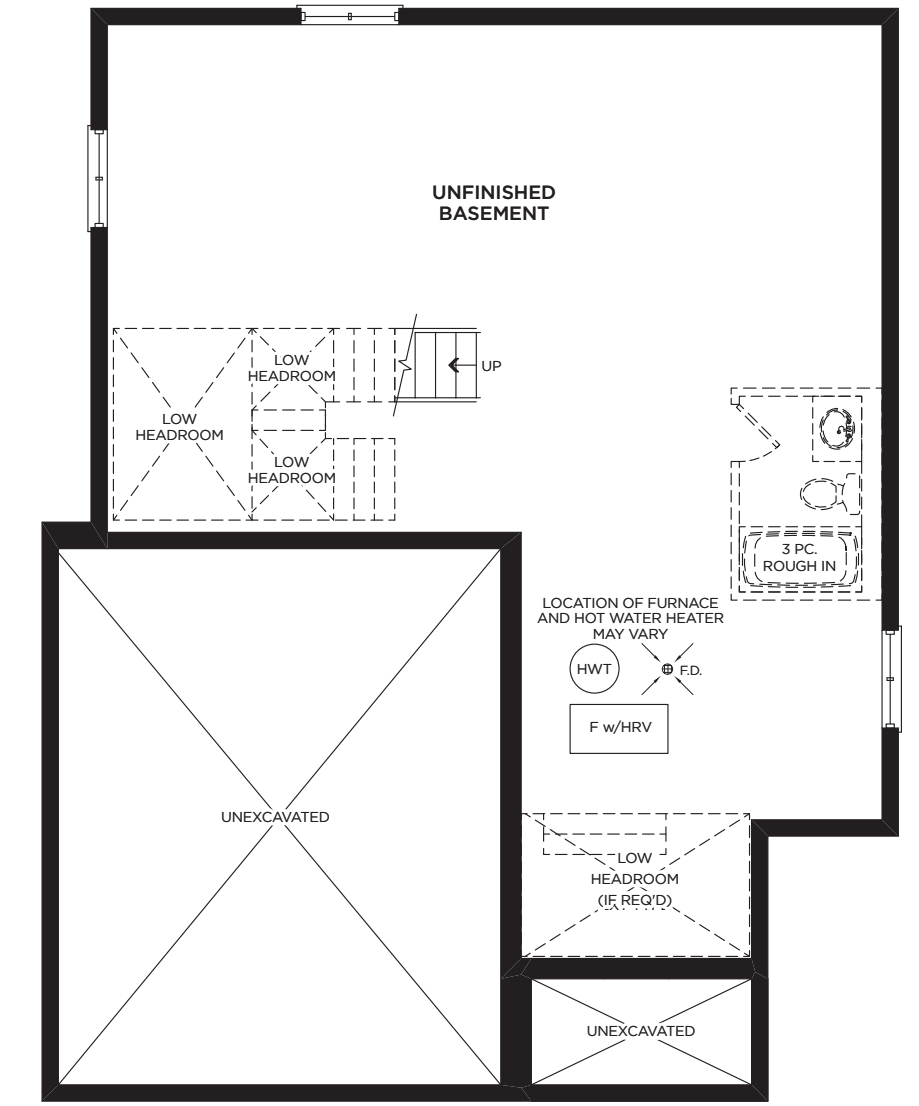 UNFINISHED
BASEMENT
LOW
HEADROOM
UP
LOW
HEADROOM
LOW
HEADROOM
3 PC.
ROUGH IN
LOCATION OF FURNACE
AND HOT WATER HEATER
MAY VARY
HWT
F.D.
F w/HRV
UNEXCAVATED
LOW
HEADROOM
(IF REQ'D)
UNEXCAVATED